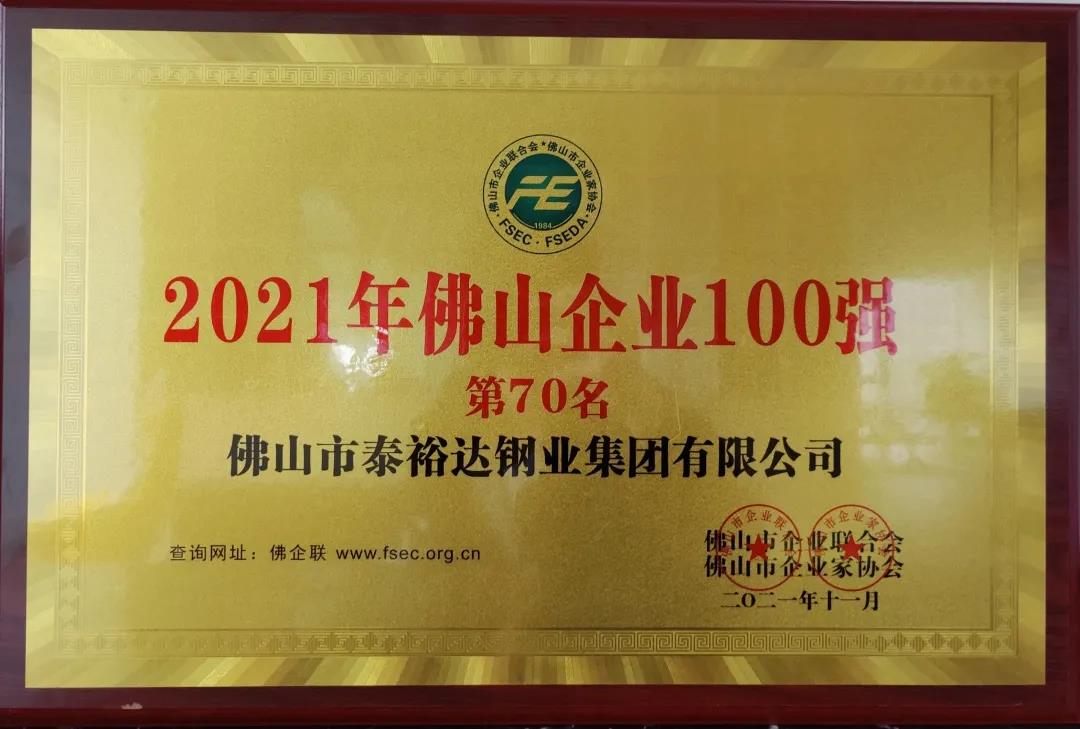 佛山市企业联合会★佛山市企业家协会
FE
1984
FSEC · FSEDA
2021年佛山企业100强
第70名
佛山市泰裕达钢业集团有限公司
查询网址：佛企联 www.fsec.org.cn
佛山市企业联合会
佛山市企业家协会
二〇二一年十一月